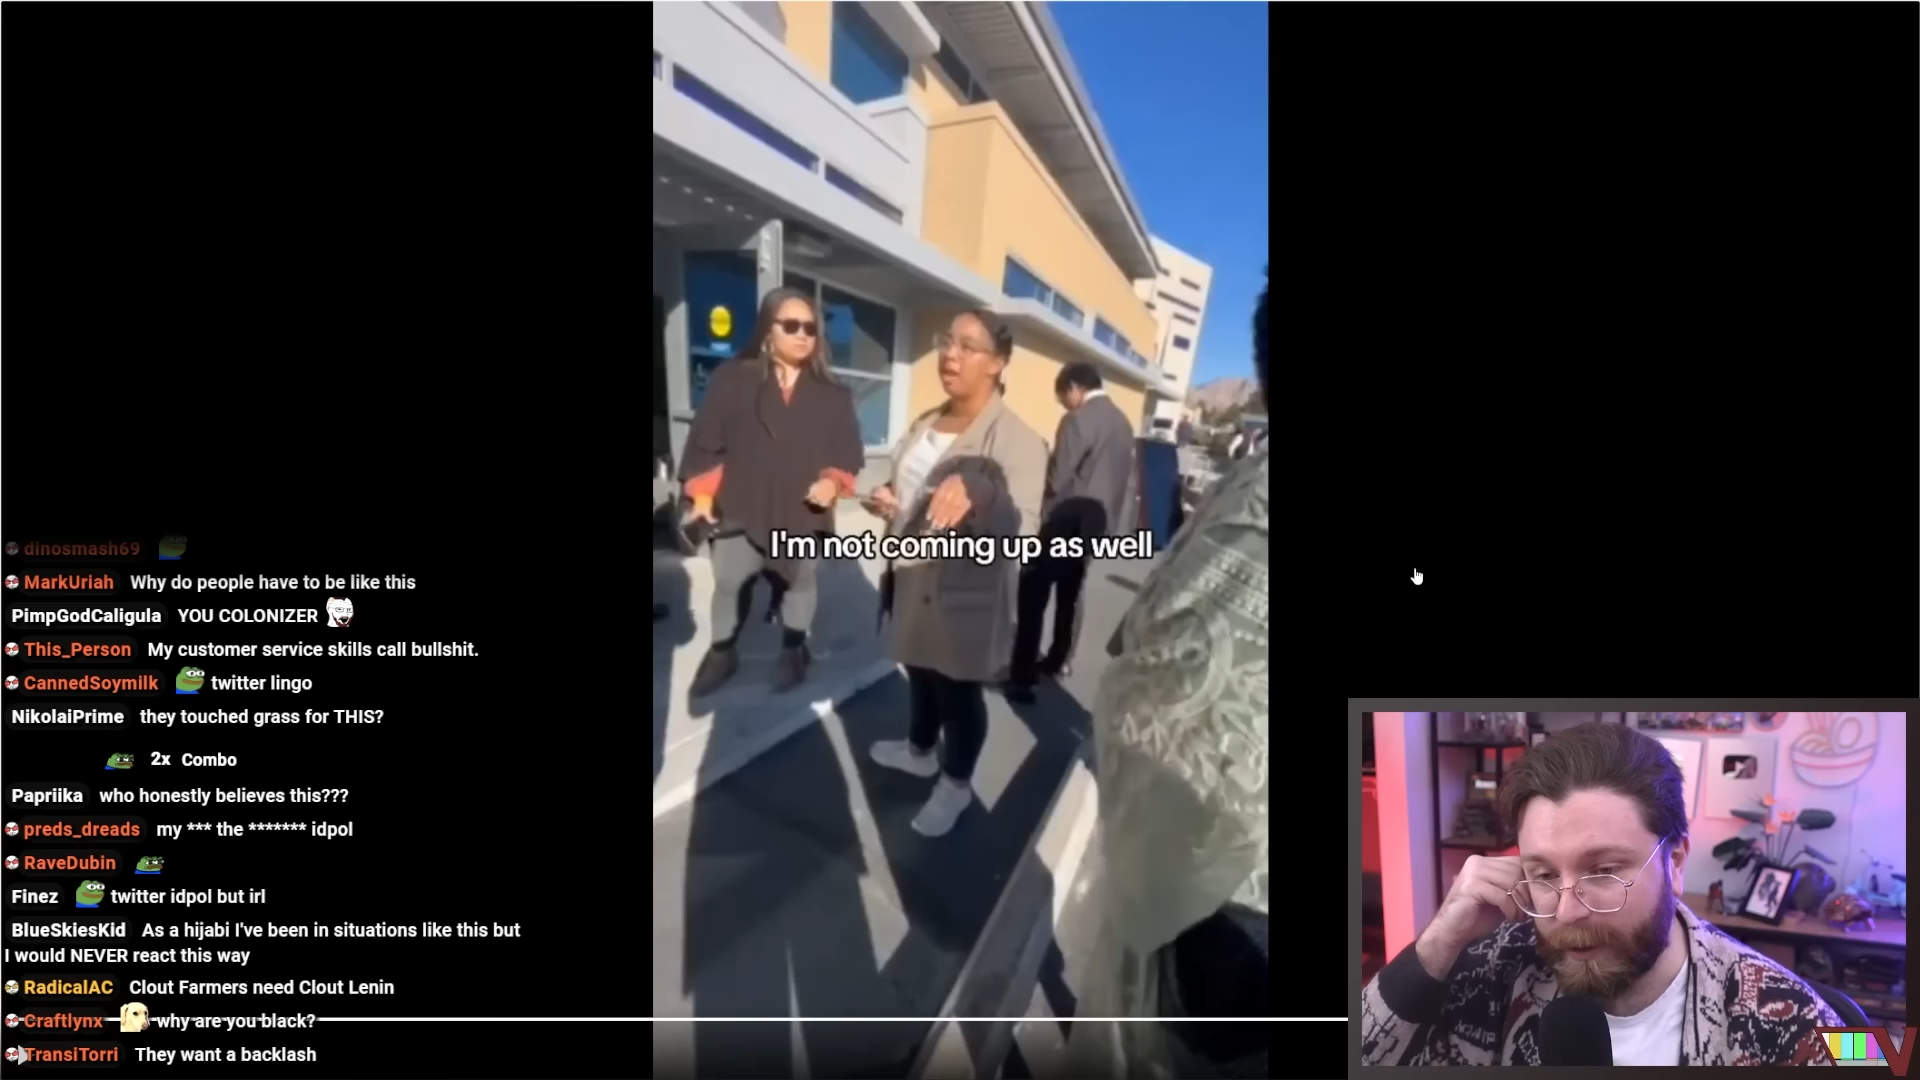 dinosmash69
MarkUriah Why do people have to be like this
PimpGodCaligula YOU COLONIZER
This_Person My customer service skills call bullshit.
CannedSoymilk twitter lingo
NikolaiPrime they touched grass for THIS?
2x Combo
Papriika who honestly believes this???
preds_dreads my *** the ******* idpol
RaveDubin
Finez twitter idpol but irl
BlueSkiesKid As a hijabi I've been in situations like this but
I would NEVER react this way
RadicalAC Clout Farmers need Clout Lenin
Craftlynx why are you black?
TransiTorri They want a backlash
I'm not coming up as well